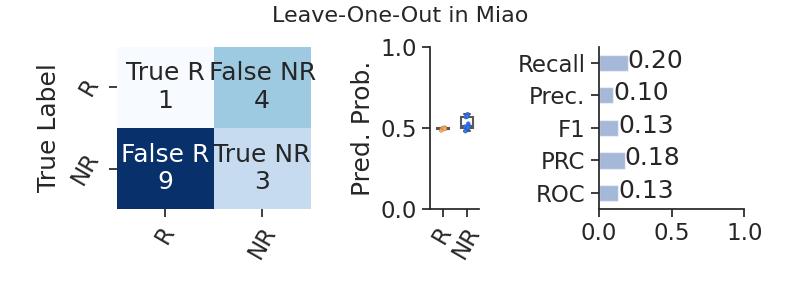 Leave-One-Out in Miao
True Label
R
NR
True R
1
False NR
4
False R
9
True NR
3
R
NR
Pred. Prob.
1.0
0.5
0.0
R
NR
Recall
0.20
Prec.
0.10
F1
0.13
PRC
0.18
ROC
0.13
0.0
0.5
1.0